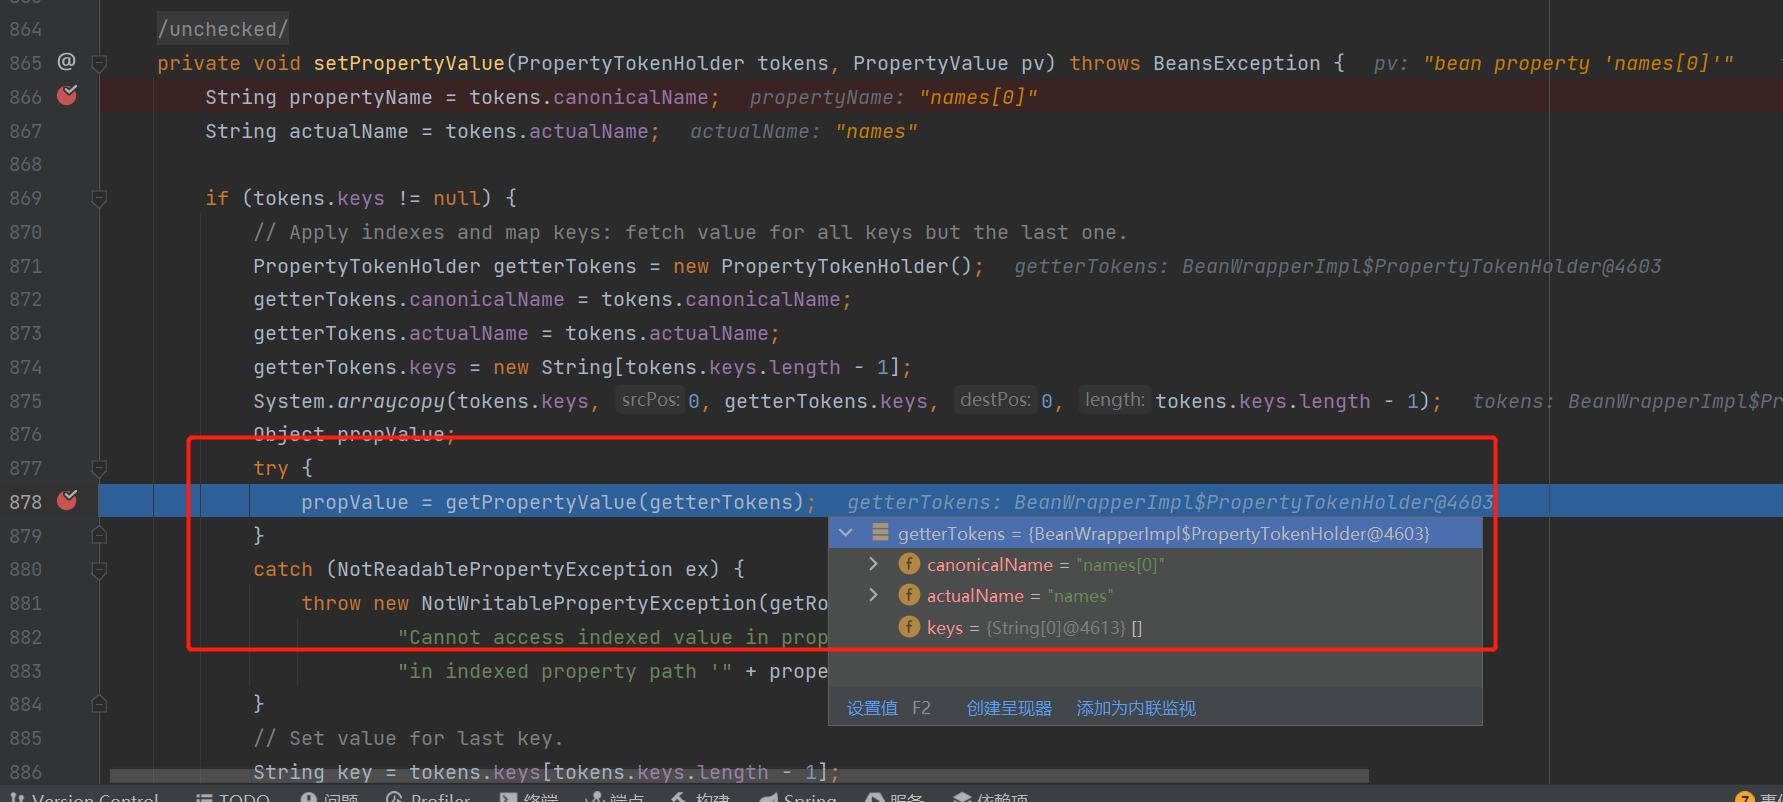 864 /unchecked/
865 @ private void setPropertyValue(PropertyTokenHolder tokens, PropertyValue pv) throws BeansException { pv: "bean property 'names[0]'"
866 String propertyName = tokens.canonicalName; propertyName: "names[0]"
867 String actualName = tokens.actualName; actualName: "names"
868
869 if (tokens.keys != null) {
870 // Apply indexes and map keys: fetch value for all keys but the last one.
871 PropertyTokenHolder getterTokens = new PropertyTokenHolder(); getterTokens: BeanWrapperImpl$PropertyTokenHolder@4603
872 getterTokens.canonicalName = tokens.canonicalName;
873 getterTokens.actualName = tokens.actualName;
874 getterTokens.keys = new String[tokens.keys.length - 1];
875 System.arraycopy(tokens.keys, srcPos: 0, getterTokens.keys, destPos: 0, length: tokens.keys.length - 1); tokens: BeanWrapperImpl$Pr
876 Object propValue;
877 try {
878 propValue = getPropertyValue(getterTokens); getterTokens: BeanWrapperImpl$PropertyTokenHolder@4603
879 }
getterTokens = {BeanWrapperImpl$PropertyTokenHolder@4603}
880 catch (NotReadablePropertyException ex) {
canonicalName = "names[0]"
881 throw new NotWritablePropertyException(getRo
actualName = "names"
882 "Cannot access indexed value in prop
keys = {String[0]@4613} []
883 "in indexed property path '" + prope
884 }
设置值 F2 创建呈现器 添加为内联监视
885 // Set value for last key.
886 String key = tokens.keys[tokens.keys.length - 1];
Version Control TODO 问题 Profiler 终端 端点 构建 Spring 服务 依赖项 7